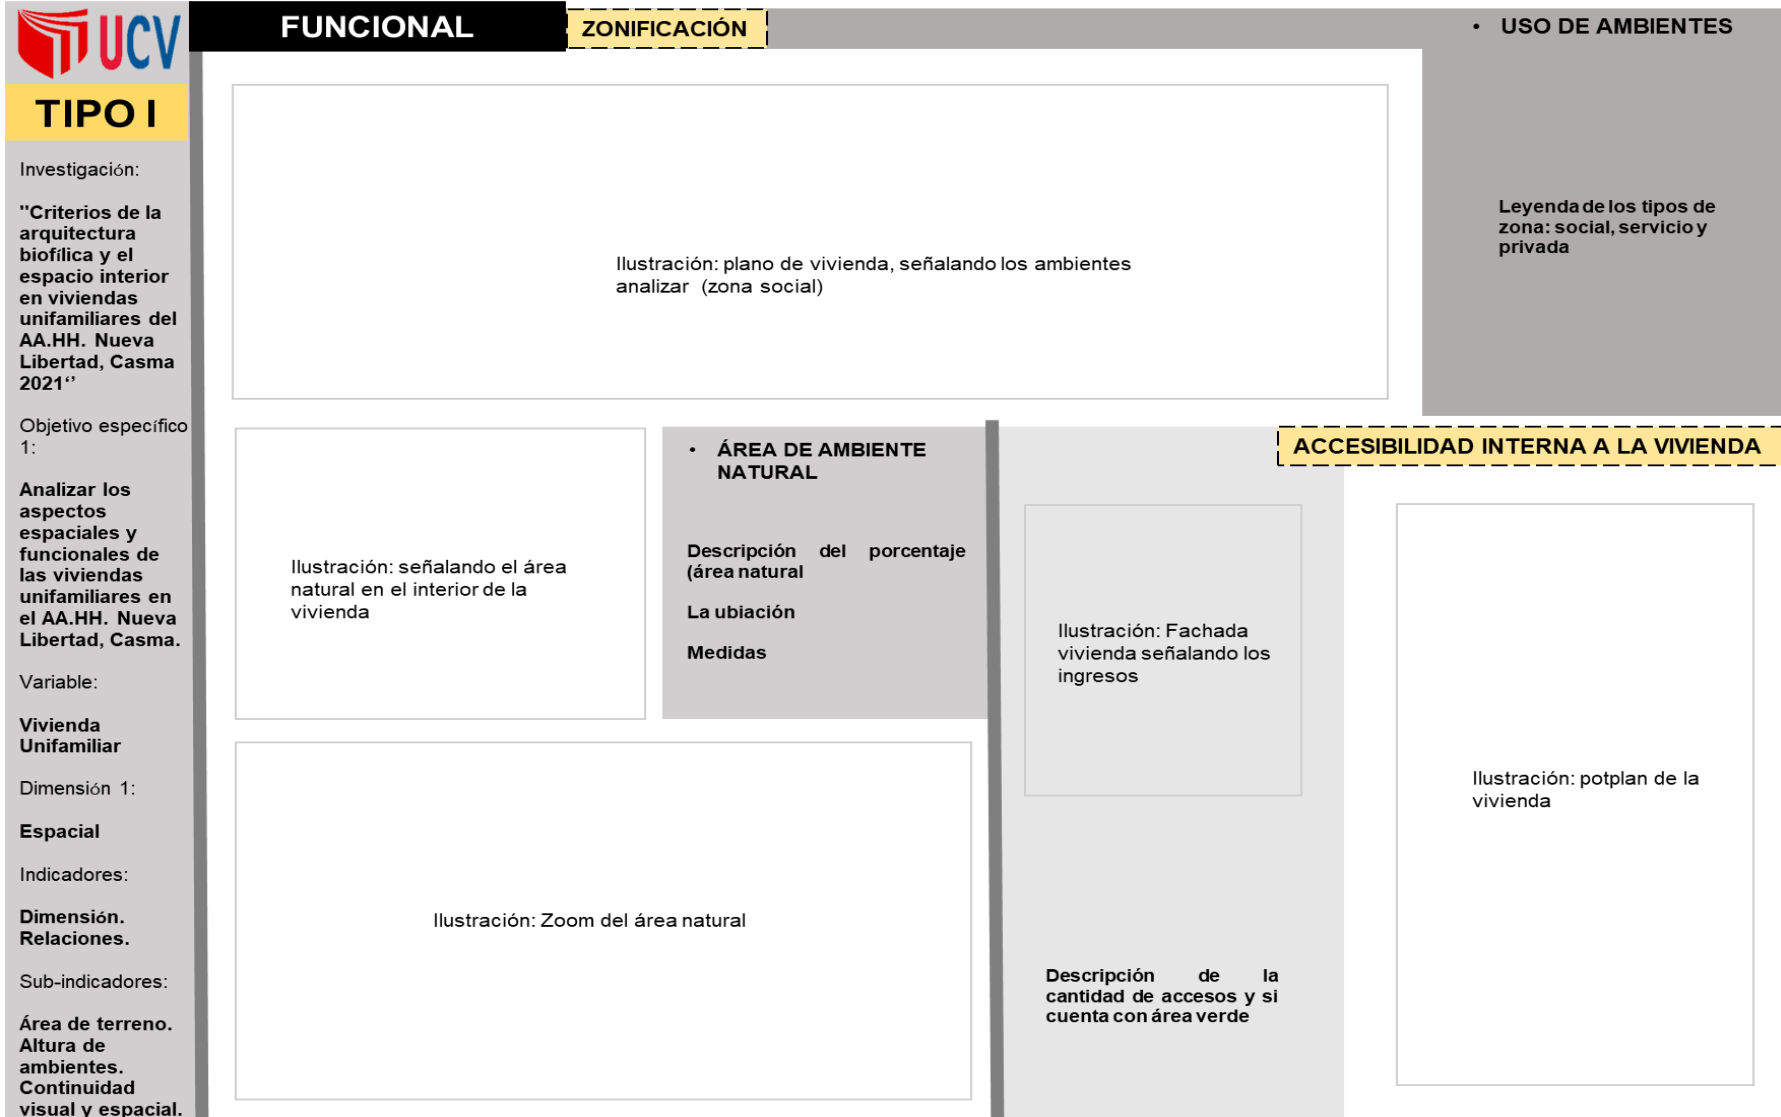 UCV
TIPO I
Investigación:
"Criterios de la
arquitectura
biofílica y el
espacio interior
en viviendas
unifamiliares del
AA.HH. Nueva
Libertad, Casma
2021‘’
Objetivo específico
1:
Analizar los
aspectos
espaciales y
funcionales de
las viviendas
unifamiliares en
el AA.HH. Nueva
Libertad, Casma.
Variable:
Vivienda
Unifamiliar
Dimensión 1:
Espacial
Indicadores:
Dimensión.
Relaciones.
Sub-indicadores:
Área de terreno.
Altura de
ambientes.
Continuidad
visual y espacial.
FUNCIONAL
ZONIFICACIÓN
• USO DE AMBIENTES
Ilustración: plano de vivienda, señalando los ambientes
analizar (zona social)
Leyenda de los tipos de
zona: social, servicio y
privada
Ilustración: señalando el área
natural en el interior de la
vivienda
• ÁREA DE AMBIENTE
NATURAL
Descripción del porcentaje
(área natural
La ubiación
Medidas
Ilustración: Zoom del área natural
ACCESIBILIDAD INTERNA A LA VIVIENDA
Ilustración: Fachada
vivienda señalando los
ingresos
Descripción de la
cantidad de accesos y si
cuenta con área verde
Ilustración: potplan de la
vivienda